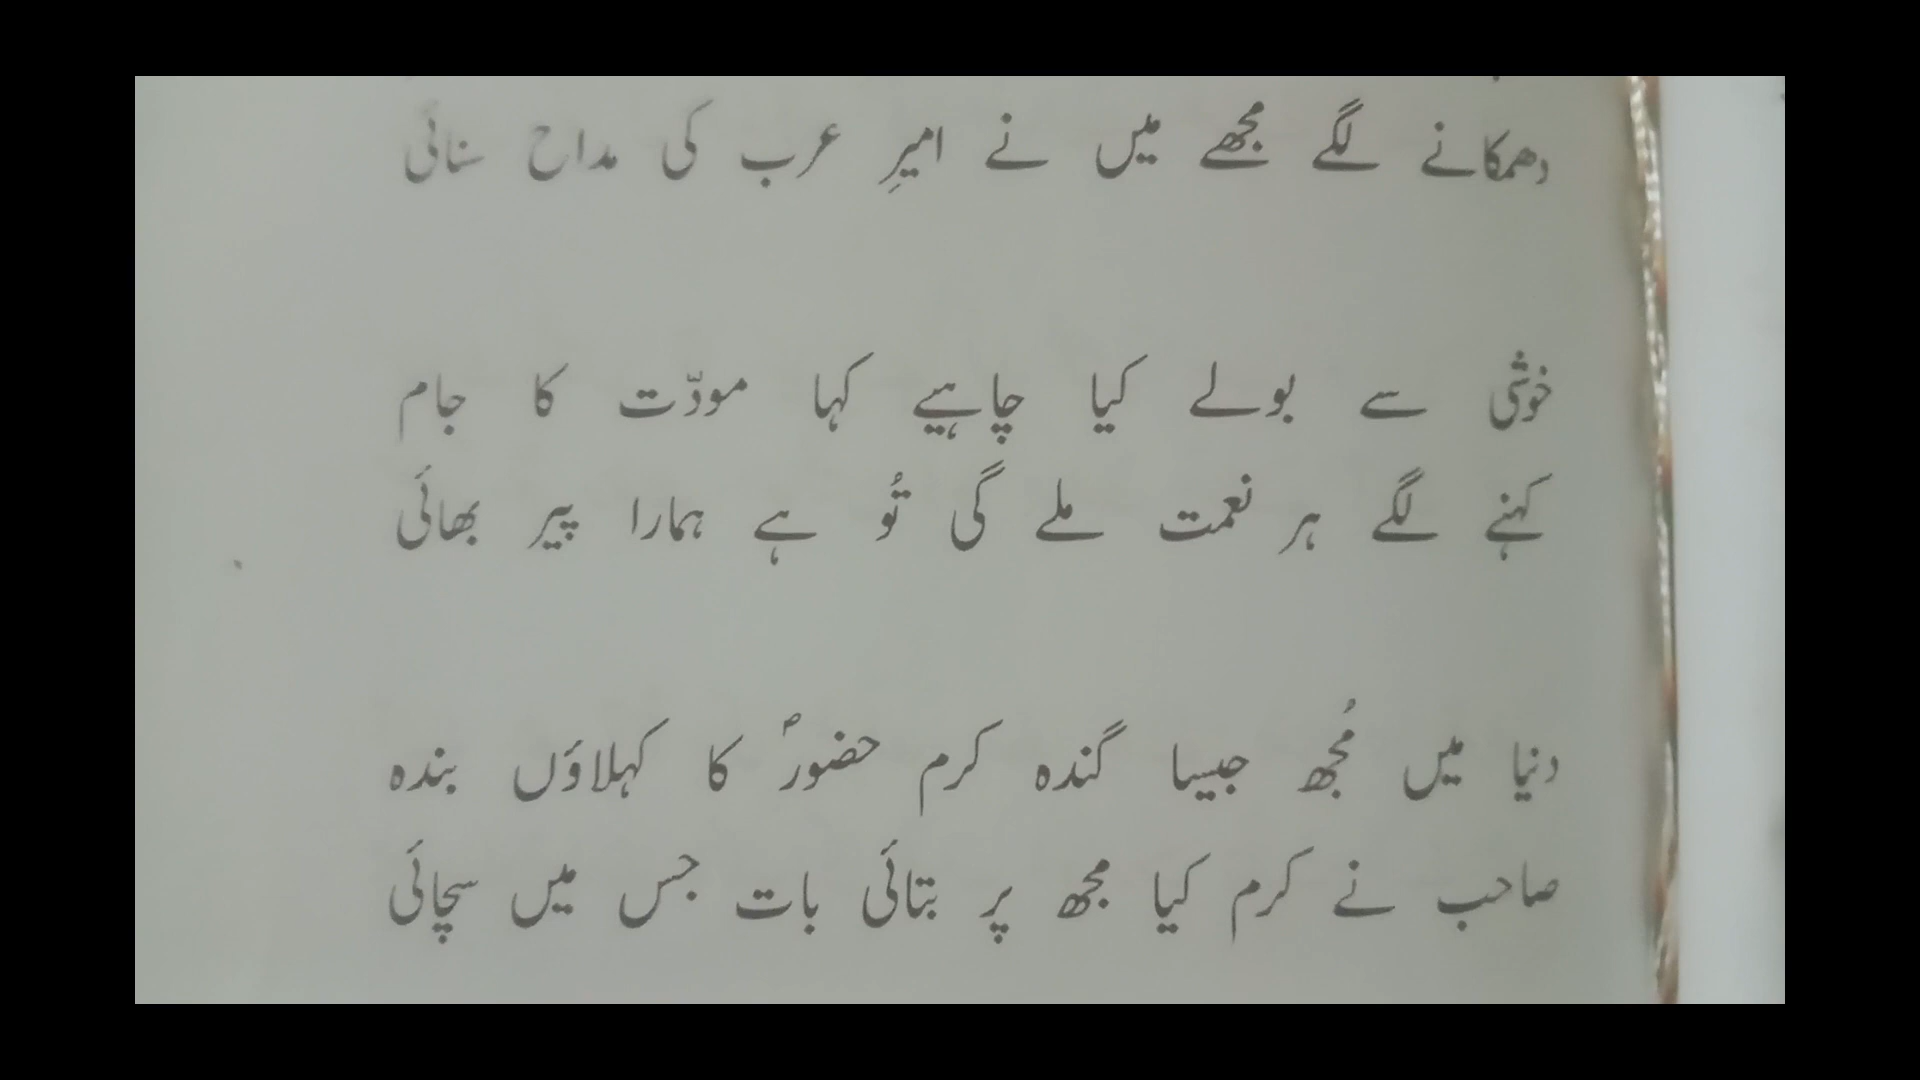 دھمکانے لگے مجھے میں نے امیرِ عرب کی مداح سنائی
خوشی سے بولے کیا چاہیے کہا مودّت کا جام
کہنے لگے ہر نعمت ملے گی تُو ہے ہمارا پیر بھائی
دنیا میں مُجھ جیسا گندہ کرم حضورؐ کا کہلاؤں بندہ
صاحب نے کرم کیا مجھ پر بتائی بات جس میں سچائی